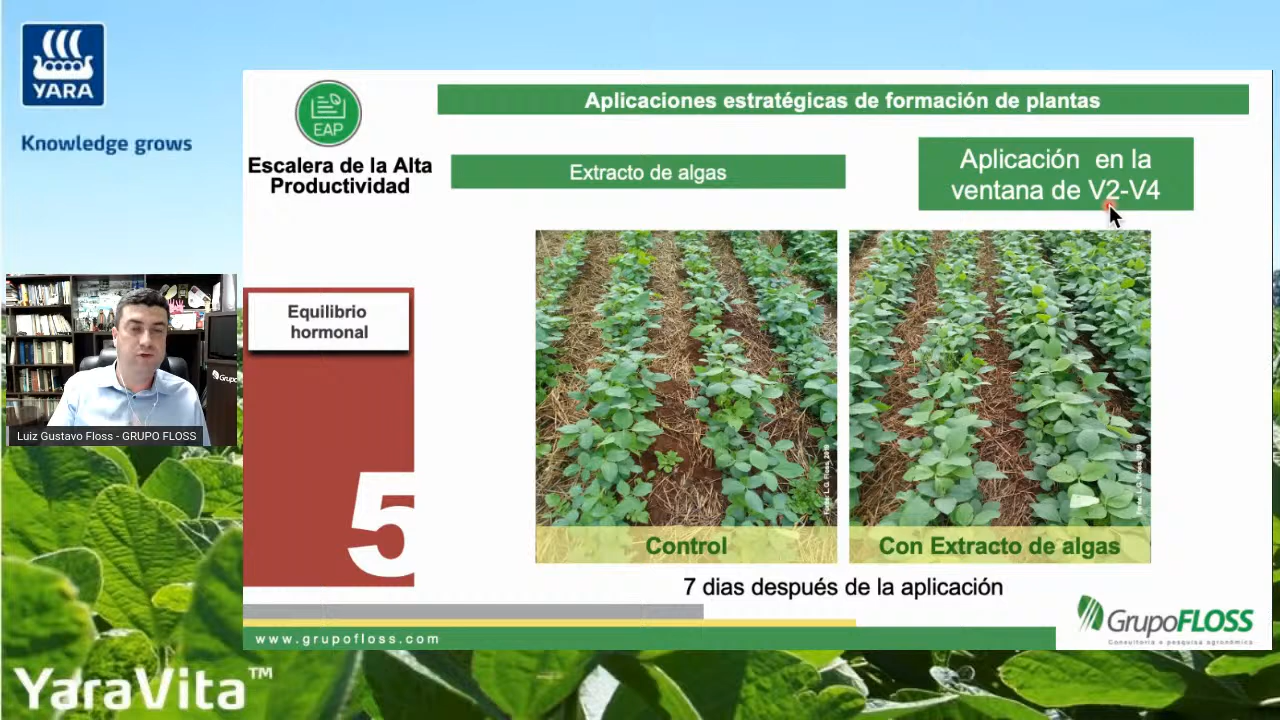 YARA
Knowledge grows
EAP
Escalera de la Alta
Productividad
Aplicaciones estratégicas de formación de plantas
Extracto de algas
Aplicación en la
ventana de V2-V4
Equilibrio
hormonal
5
Grupo
Luiz Gustavo Floss - GRUPO FLOSS
Control
Con Extracto de algas
7 dias después de la aplicación
www.grupofloss.com
GrupoFLOSS
Consultoria e pesquisa agronômica
YaraVita™